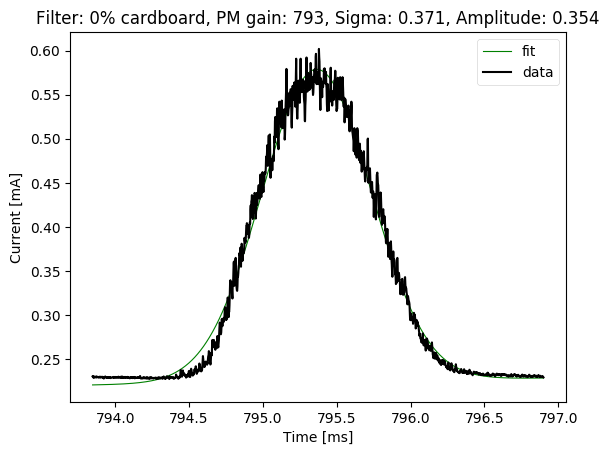 Filter: 0% cardboard, PM gain: 793, Sigma: 0.371, Amplitude: 0.354
fit
data
0.60
0.55
0.50
0.45
0.40
0.35
0.30
0.25
Current [mA]
794.0 794.5 795.0 795.5 796.0 796.5 797.0
Time [ms]